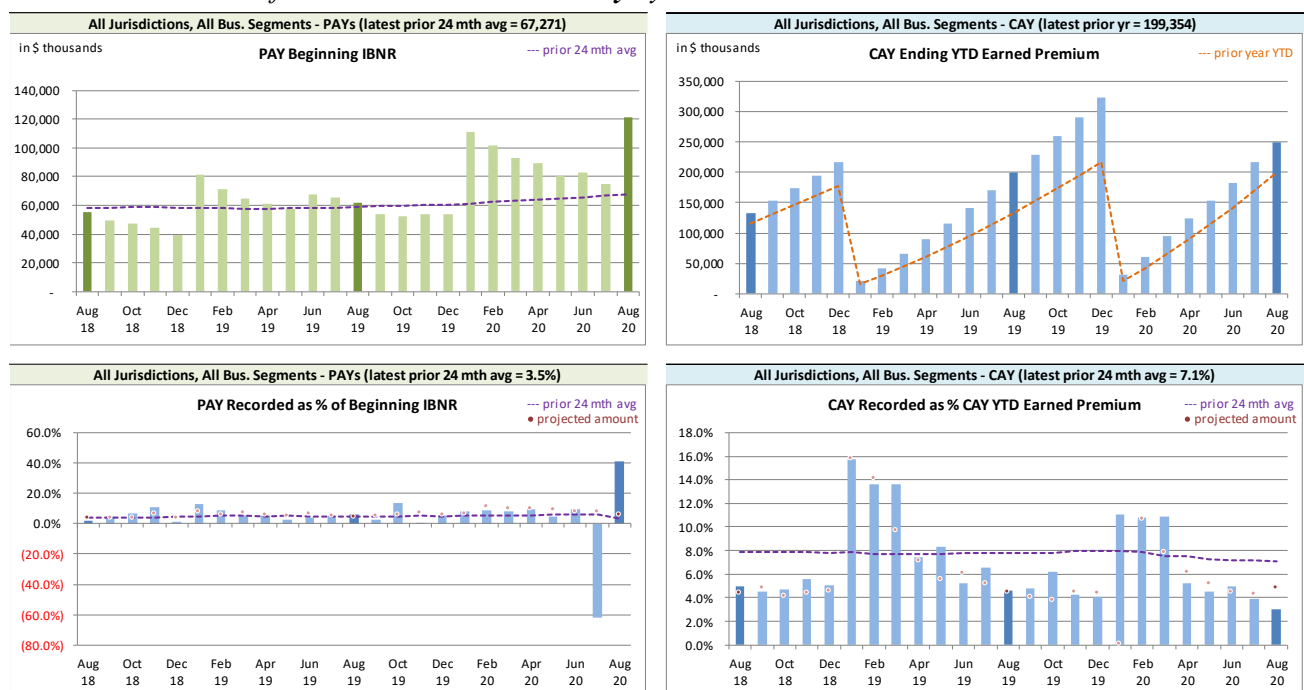 All Jurisdictions, All Bus. Segments - PAYs (latest prior 24 mth avg = 67,271)
in $ thousands
PAY Beginning IBNR
--- prior 24 mth avg
140,000
120,000
100,000
80,000
60,000
40,000
20,000
-
Aug 18 Oct 18 Dec 18 Feb 19 Apr 19 Jun 19 Aug 19 Oct 19 Dec 19 Feb 20 Apr 20 Jun 20 Aug 20
All Jurisdictions, All Bus. Segments - CAY (latest prior yr = 199,354)
in $ thousands
CAY Ending YTD Earned Premium
--- prior year YTD
350,000
300,000
250,000
200,000
150,000
100,000
50,000
-
Aug 18 Oct 18 Dec 18 Feb 19 Apr 19 Jun 19 Aug 19 Oct 19 Dec 19 Feb 20 Apr 20 Jun 20 Aug 20
All Jurisdictions, All Bus. Segments - PAYs (latest prior 24 mth avg = 3.5%)
PAY Recorded as % of Beginning IBNR
--- prior 24 mth avg
• projected amount
60.0%
40.0%
20.0%
0.0%
(20.0%)
(40.0%)
(60.0%)
(80.0%)
Aug 18 Oct 18 Dec 18 Feb 19 Apr 19 Jun 19 Aug 19 Oct 19 Dec 19 Feb 20 Apr 20 Jun 20 Aug 20
All Jurisdictions, All Bus. Segments - CAY (latest prior 24 mth avg = 7.1%)
CAY Recorded as % CAY YTD Earned Premium
--- prior 24 mth avg
• projected amount
18.0%
16.0%
14.0%
12.0%
10.0%
8.0%
6.0%
4.0%
2.0%
0.0%
Aug 18 Oct 18 Dec 18 Feb 19 Apr 19 Jun 19 Aug 19 Oct 19 Dec 19 Feb 20 Apr 20 Jun 20 Aug 20